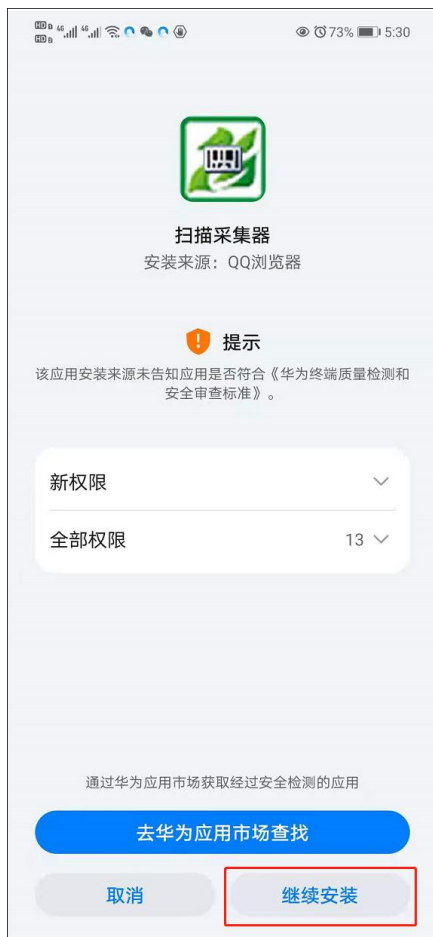 73% 5:30
扫描采集器
安装来源：QQ浏览器
提示
该应用安装来源未告知应用是否符合《华为终端质量检测和
安全审查标准》。
新权限
全部权限 13
通过华为应用市场获取经过安全检测的应用
去华为应用市场查找
取消 继续安装